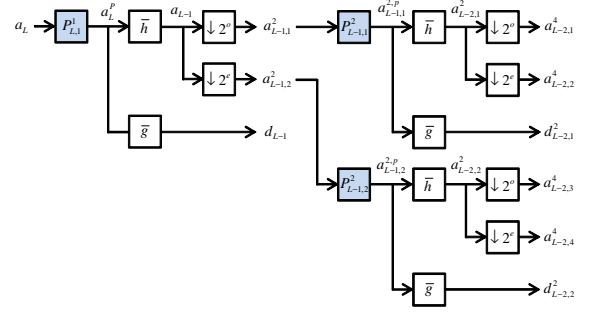 a_L P^1_{L,1} a^P_L h̄ a_{L-1} ↓2^o a^2_{L-1,1} P^2_{L-1,1} a^{2,p}_{L-1,1} h̄ a^2_{L-2,1} ↓2^o a^4_{L-2,1}
↓2^e a^2_{L-1,2} ↓2^e a^4_{L-2,2}
ḡ d_{L-1} ḡ d^2_{L-2,1}
P^2_{L-1,2} a^{2,p}_{L-1,2} h̄ a^2_{L-2,2} ↓2^o a^4_{L-2,3}
↓2^e a^4_{L-2,4}
ḡ d^2_{L-2,2}